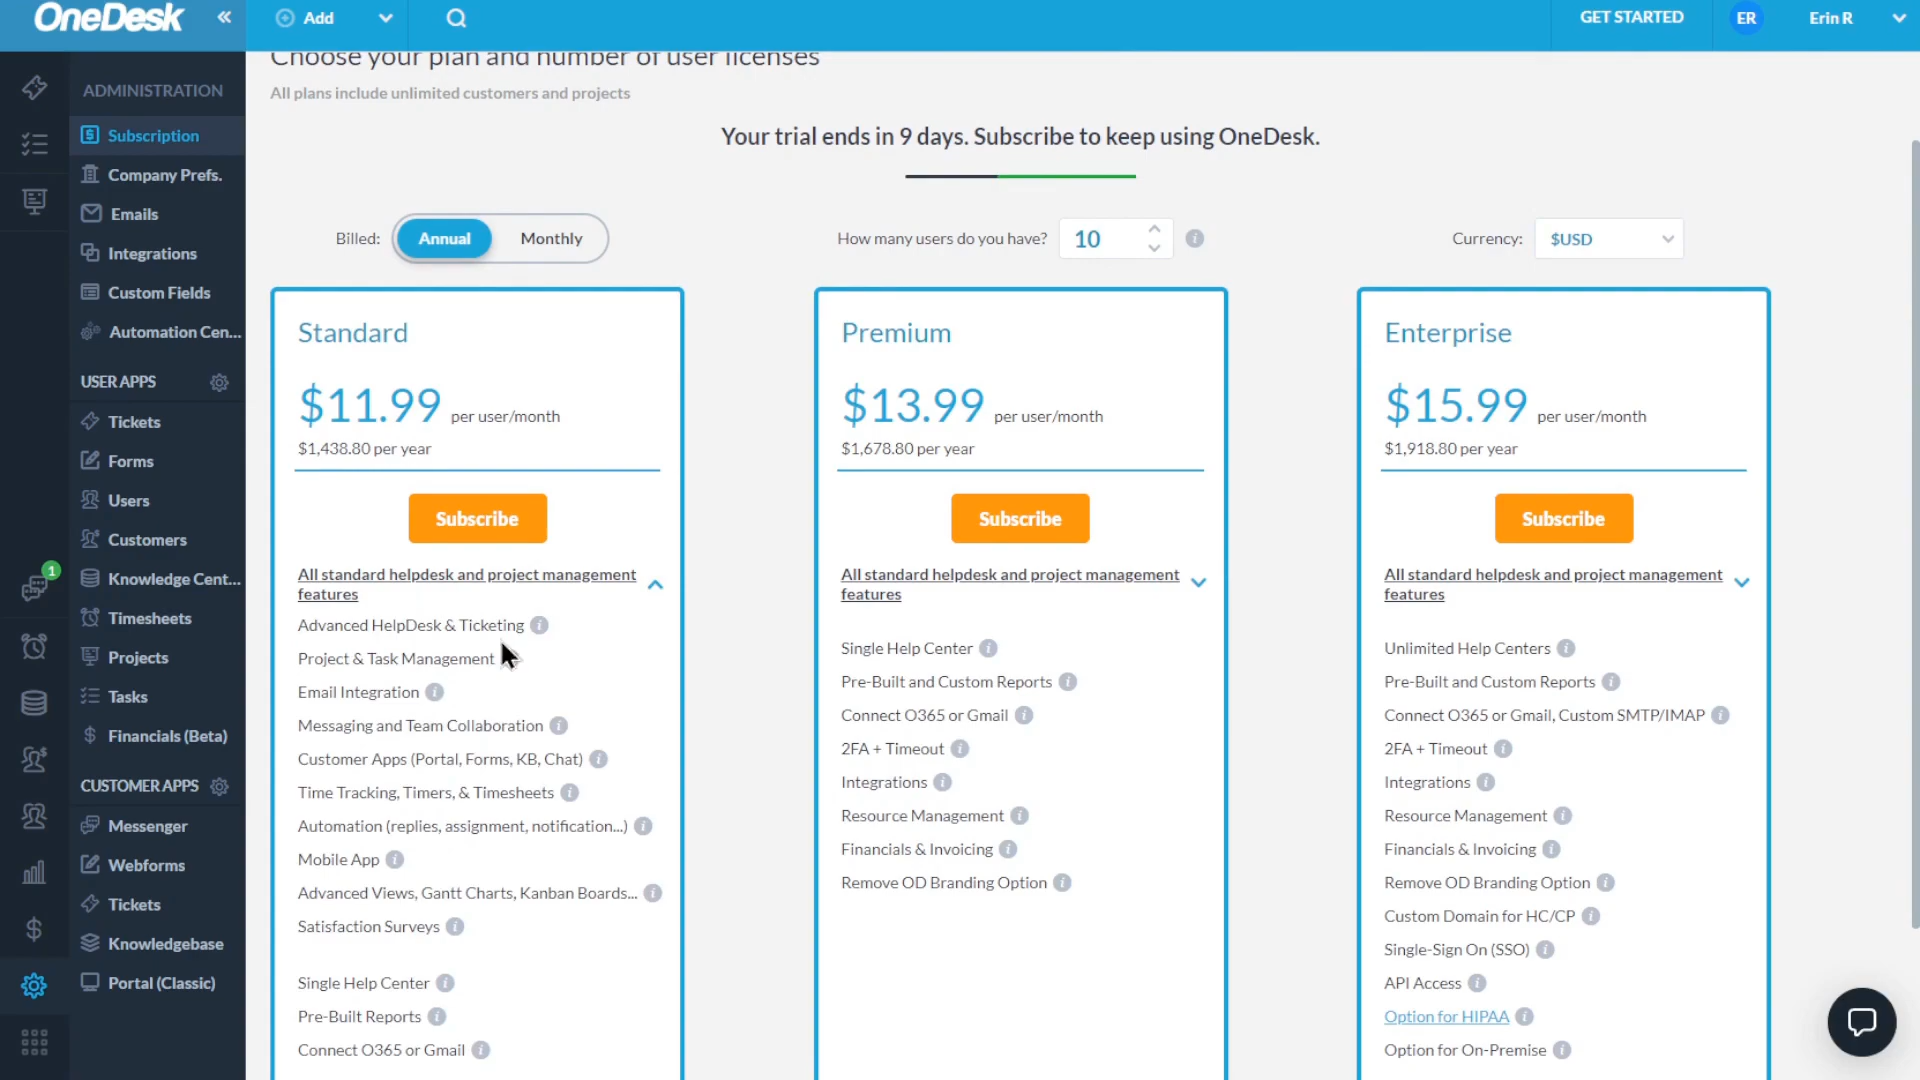 OneDesk
Add
GET STARTED
ER
Erin R
Choose your plan and number of user licenses
All plans include unlimited customers and projects
Your trial ends in 9 days. Subscribe to keep using OneDesk.
Billed:
Annual
Monthly
How many users do you have?
10
Currency:
$USD
ADMINISTRATION
Subscription
Company Prefs.
Emails
Integrations
Custom Fields
Automation Cen...
USER APPS
Tickets
Forms
Users
Customers
1
Knowledge Cent...
Timesheets
Projects
Tasks
Financials (Beta)
CUSTOMER APPS
Messenger
Webforms
Tickets
Knowledgebase
Portal (Classic)
Standard
$11.99 per user/month
$1,438.80 per year
Subscribe
All standard helpdesk and project management
features
Advanced HelpDesk & Ticketing
Project & Task Management
Email Integration
Messaging and Team Collaboration
Customer Apps (Portal, Forms, KB, Chat)
Time Tracking, Timers, & Timesheets
Automation (replies, assignment, notification...)
Mobile App
Advanced Views, Gantt Charts, Kanban Boards...
Satisfaction Surveys
Single Help Center
Pre-Built Reports
Connect O365 or Gmail
Premium
$13.99 per user/month
$1,678.80 per year
Subscribe
All standard helpdesk and project management
features
Single Help Center
Pre-Built and Custom Reports
Connect O365 or Gmail
2FA + Timeout
Integrations
Resource Management
Financials & Invoicing
Remove OD Branding Option
Enterprise
$15.99 per user/month
$1,918.80 per year
Subscribe
All standard helpdesk and project management
features
Unlimited Help Centers
Pre-Built and Custom Reports
Connect O365 or Gmail, Custom SMTP/IMAP
2FA + Timeout
Integrations
Resource Management
Financials & Invoicing
Remove OD Branding Option
Custom Domain for HC/CP
Single-Sign On (SSO)
API Access
Option for HIPAA
Option for On-Premise